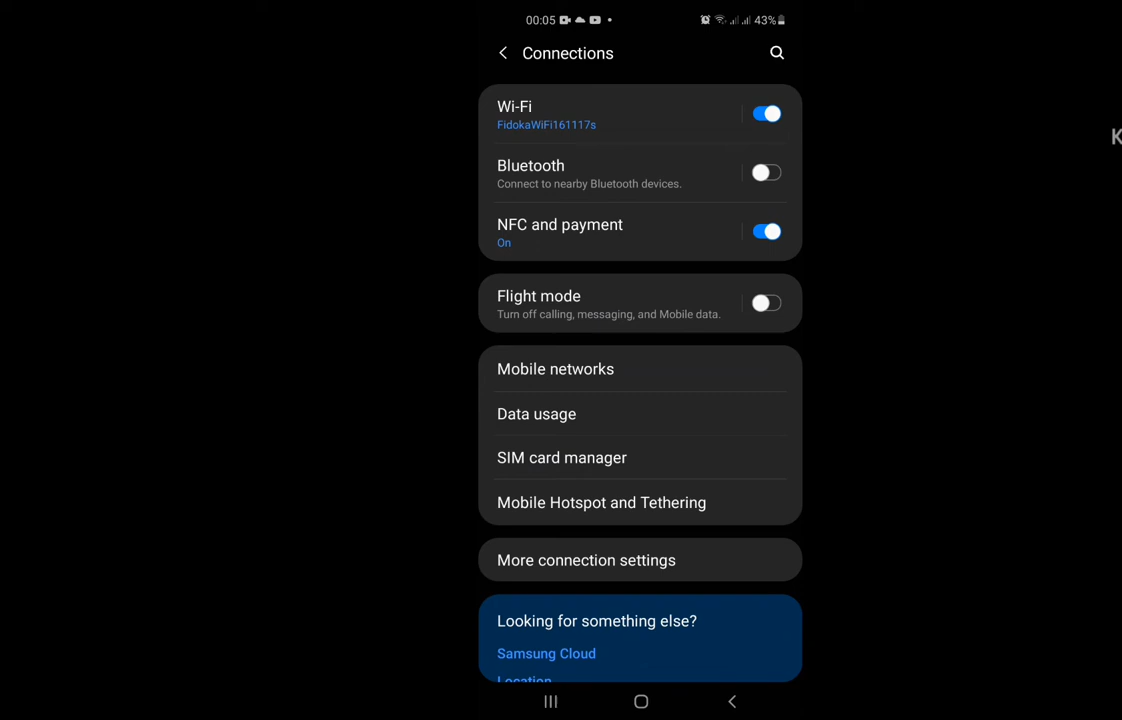 00:05 43%
Connections
Wi-Fi
FidokaWiFi161117s
Bluetooth
Connect to nearby Bluetooth devices.
NFC and payment
On
Flight mode
Turn off calling, messaging, and Mobile data.
Mobile networks
Data usage
SIM card manager
Mobile Hotspot and Tethering
More connection settings
Looking for something else?
Samsung Cloud
Location
K